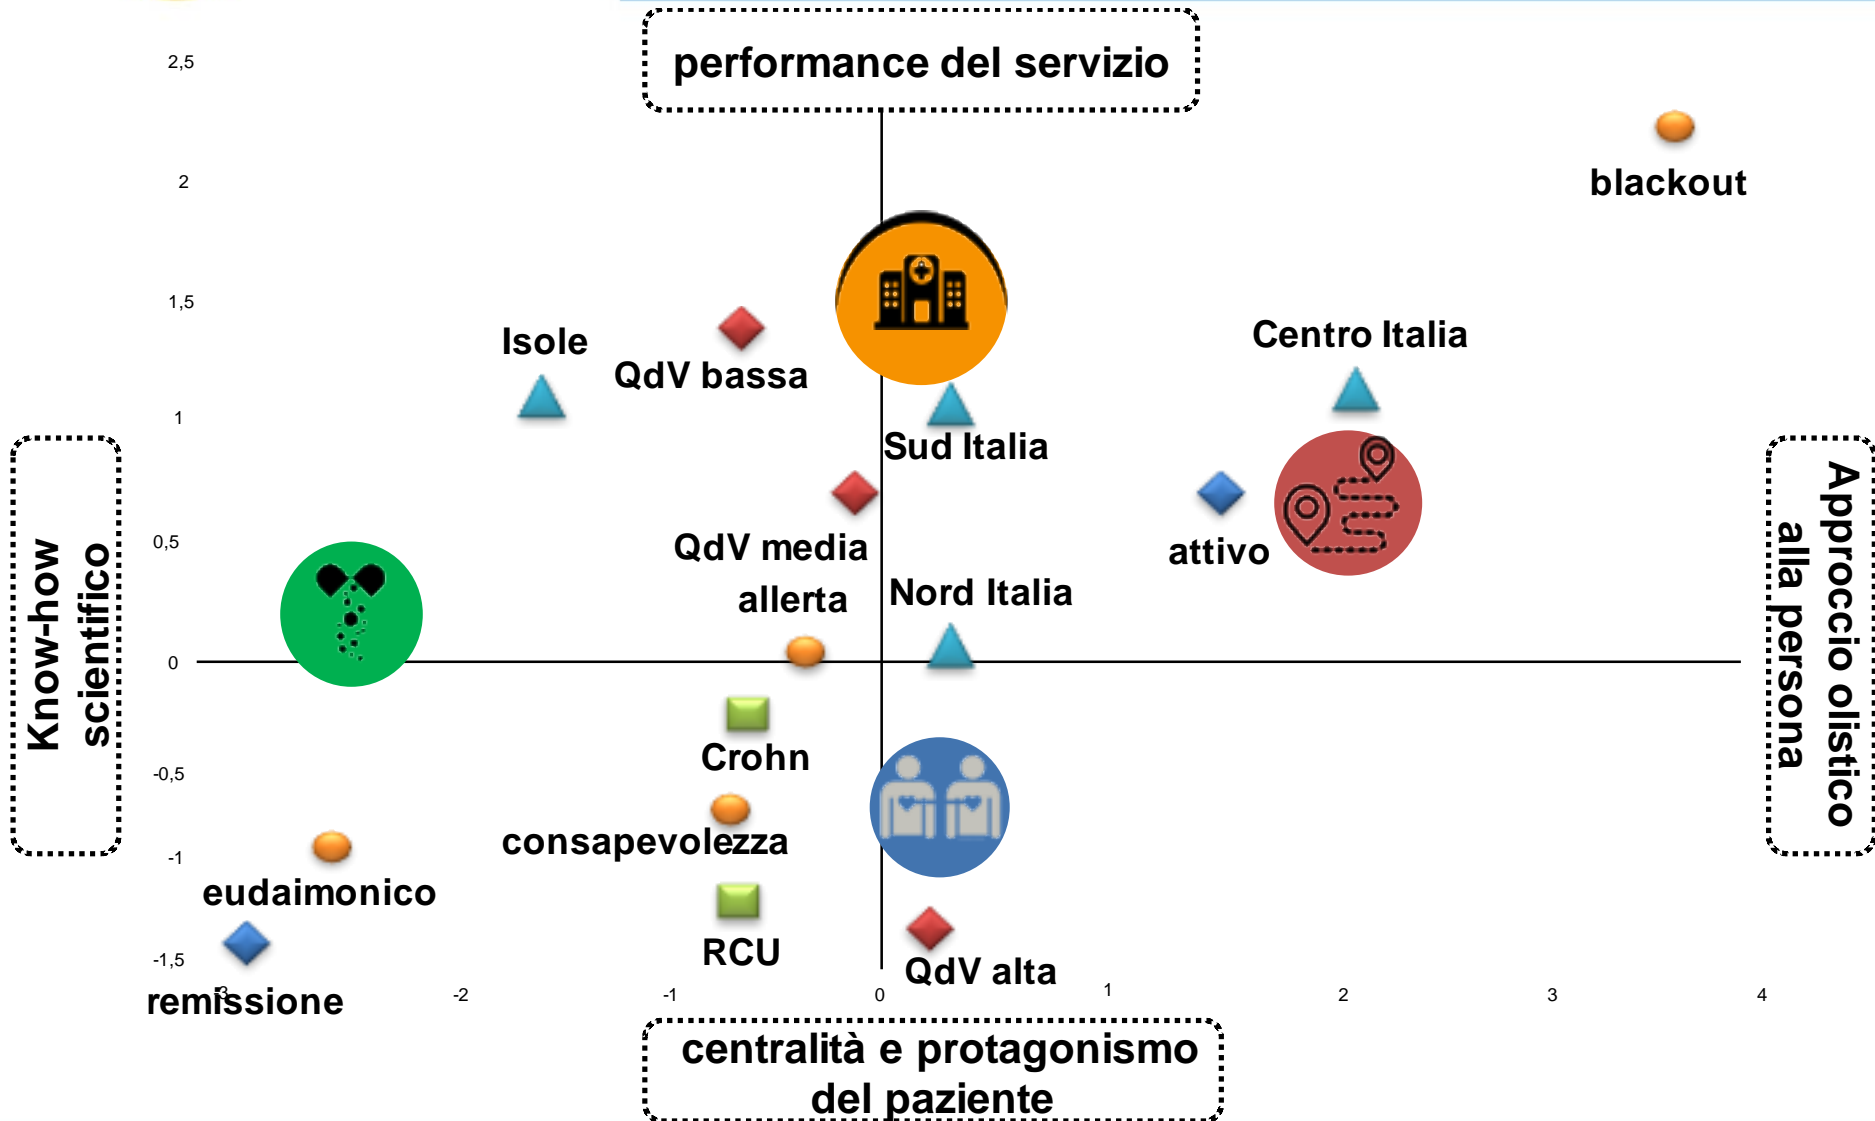 performance del servizio
2,5
2
1,5
1
0,5
0
-0,5
-1
-1,5
blackout
Isole
QdV bassa
Centro Italia
Sud Italia
attivo
QdV media
allerta
Nord Italia
Know-how
scientifico
Approccio olistico
alla persona
Crohn
consapevolezza
eudaimonico
RCU
QdV alta
remissione
-3
-2
-1
0
1
2
3
4
centralità e protagonismo
del paziente